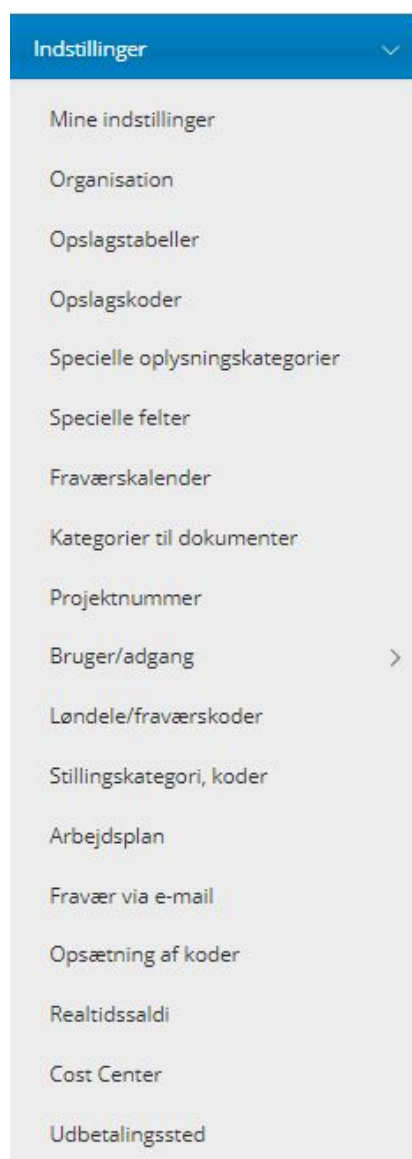 Indstillinger
Mine indstillinger
Organisation
Opslagstabeller
Opslagskoder
Specielle oplysningskategorier
Specielle felter
Fraværskalender
Kategorier til dokumenter
Projektnummer
Bruger/adgang
Løndele/fraværskoder
Stillingskategori, koder
Arbejdsplan
Fravær via e-mail
Opsætning af koder
Realtidssaldi
Cost Center
Udbetalingssted